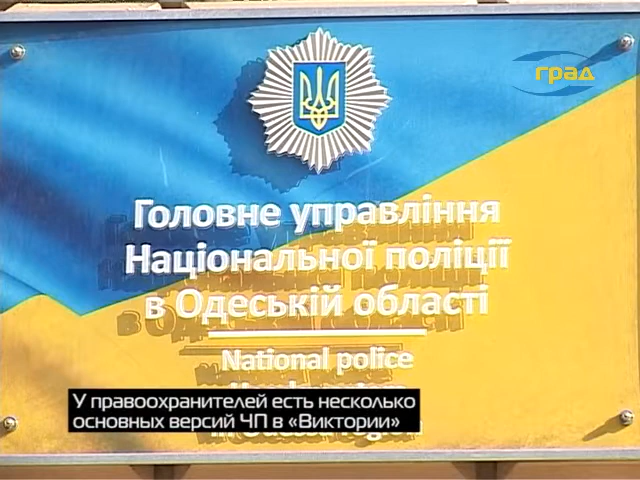 град
Головне управління
Національної поліції
в Одеській області
National police
У правоохранителей есть несколько
основных версий ЧП в «Виктории»